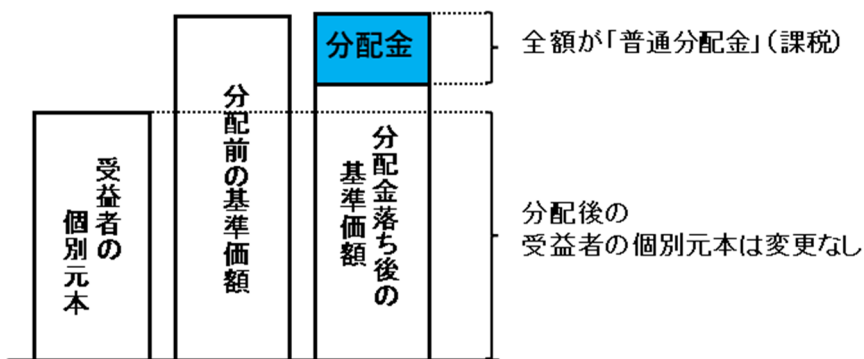 受益者の
個別元本
分配前の基準価額
分配金
分配金落ち後の
基準価額
全額が「普通分配金」(課税)
分配後の
受益者の個別元本は変更なし